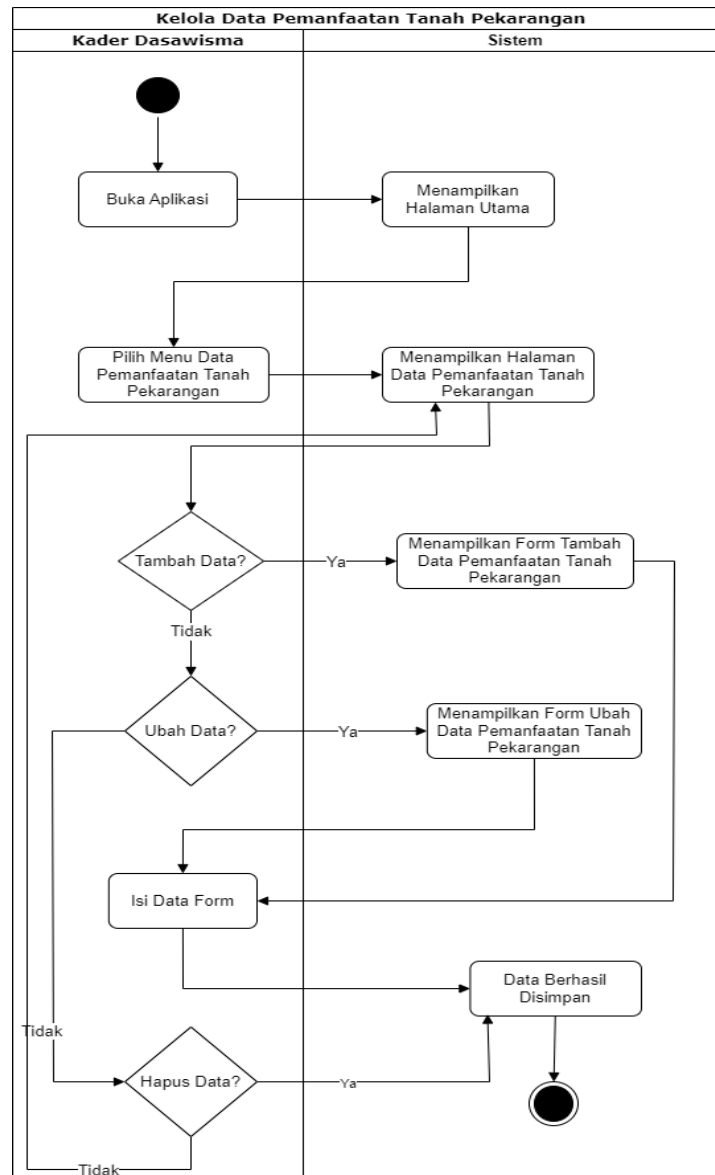 Kelola Data Pemanfaatan Tanah Pekarangan
Kader Dasawisma
Sistem
Buka Aplikasi
Menampilkan
Halaman Utama
Pilih Menu Data
Pemanfaatan Tanah
Pekarangan
Menampilkan Halaman
Data Pemanfaatan Tanah
Pekarangan
Tambah Data?
Ya
Menampilkan Form Tambah
Data Pemanfaatan Tanah
Pekarangan
Tidak
Ubah Data?
Ya
Menampilkan Form Ubah
Data Pemanfaatan Tanah
Pekarangan
Isi Data Form
Data Berhasil
Disimpan
Tidak
Hapus Data?
Ya
Tidak